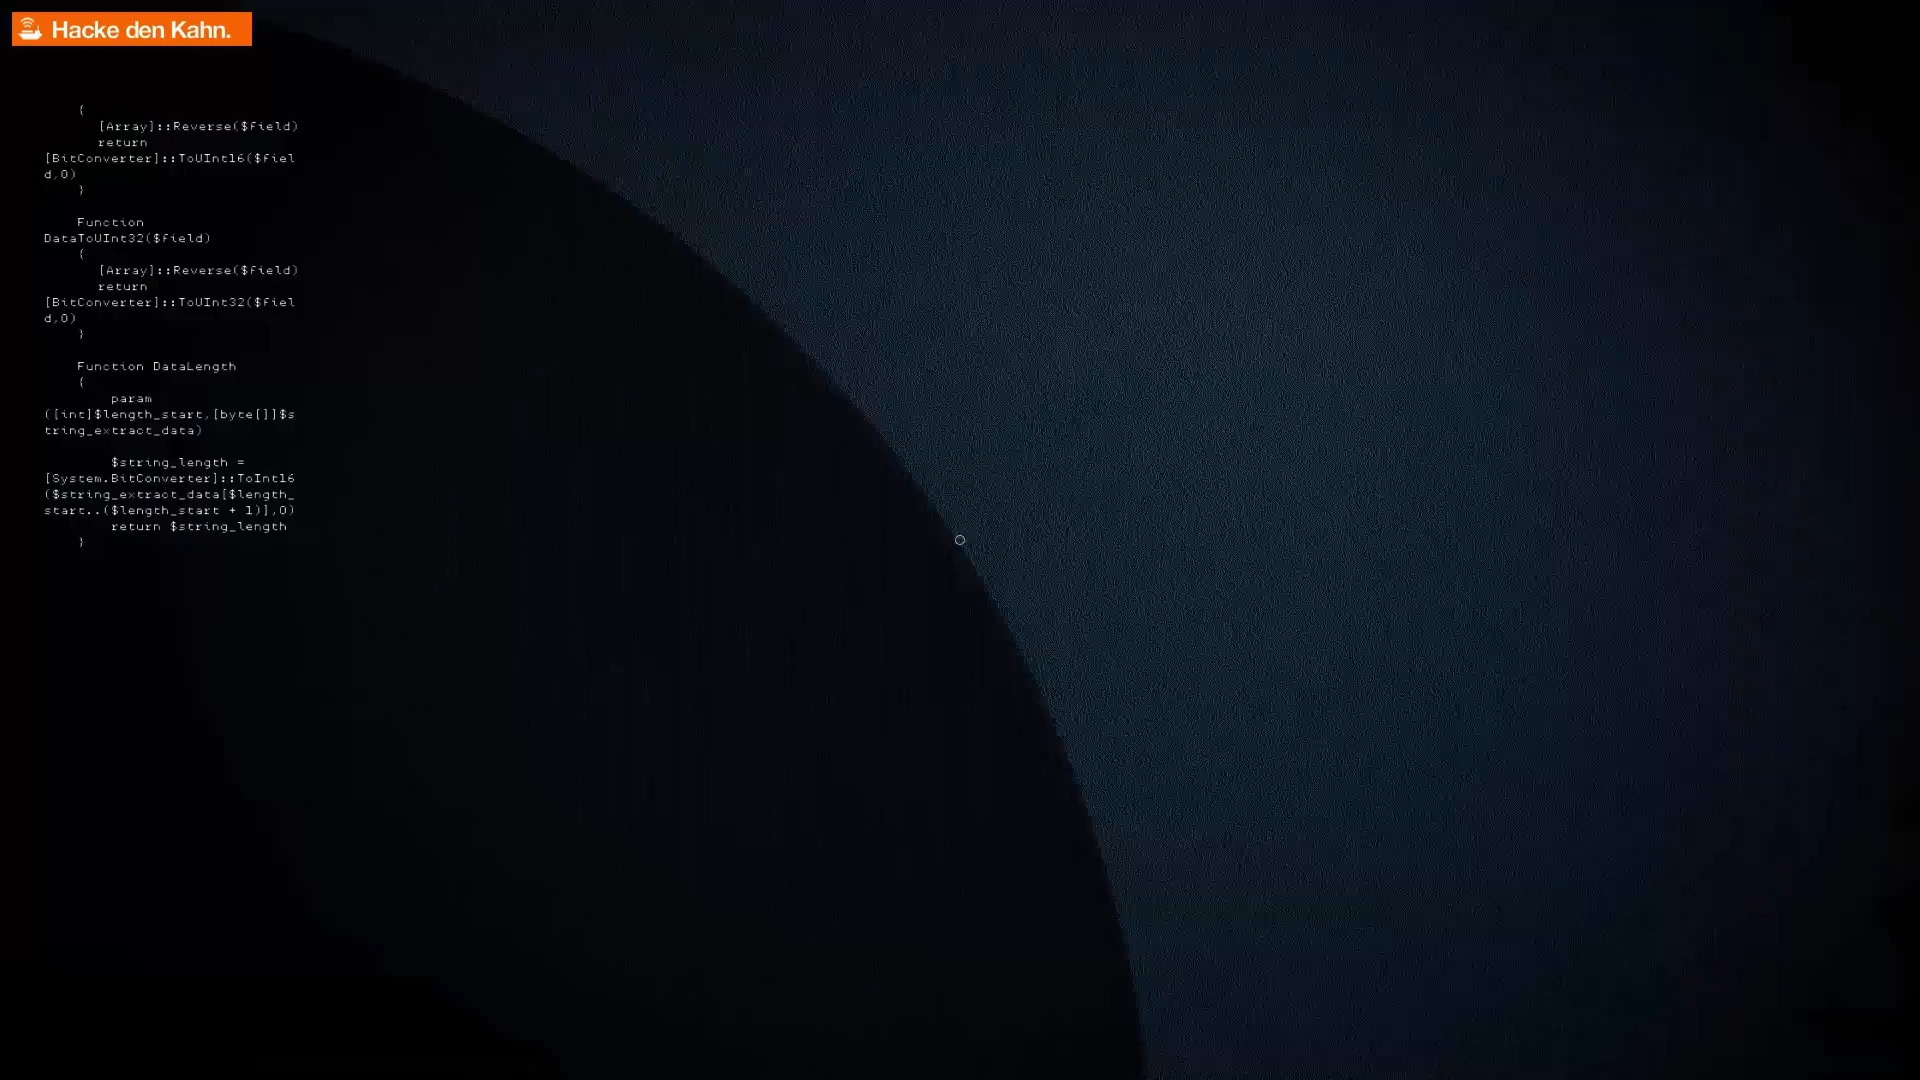 Hacke den Kahn.
{
[Array]::Reverse($field)
return
[BitConverter]::ToUInt16($fiel
d,0)
}
Function
DataToUInt32($field)
{
[Array]::Reverse($field)
return
[BitConverter]::ToUInt32($fiel
d,0)
}
Function DataLength
{
param
([int]$length_start,[byte[]]$s
tring_extract_data)
$string_length =
[System.BitConverter]::ToInt16
($string_extract_data[$length_
start..($length_start + 1)],0)
return $string_length
}